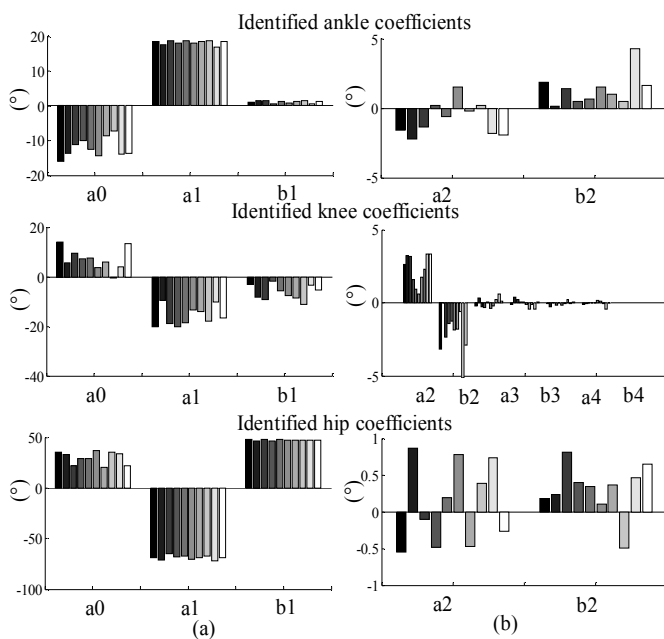 Identified ankle coefficients
20
10
0
-10
-20
(°)
a0
a1
b1
5
0
-5
(°)
a2
b2
Identified knee coefficients
20
0
-20
-40
(°)
a0
a1
b1
5
0
-5
(°)
a2
b2
a3
b3
a4
b4
Identified hip coefficients
50
0
-50
-100
(°)
a0
a1
b1
1
0.5
0
-0.5
-1
(°)
a2
b2
(a)
(b)